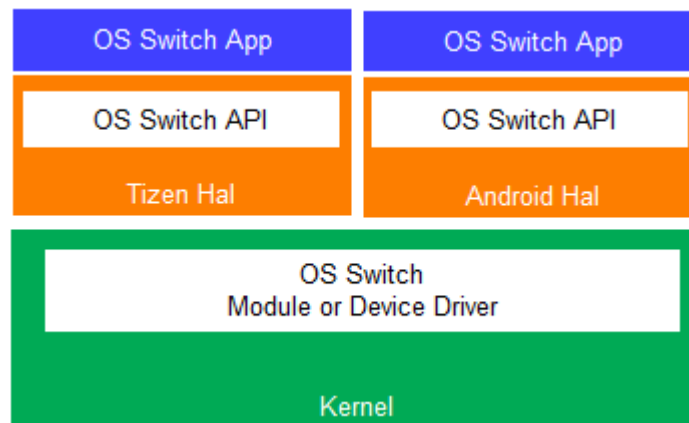 OS Switch App
OS Switch App
OS Switch API
OS Switch API
Tizen Hal
Android Hal
OS Switch
Module or Device Driver
Kernel